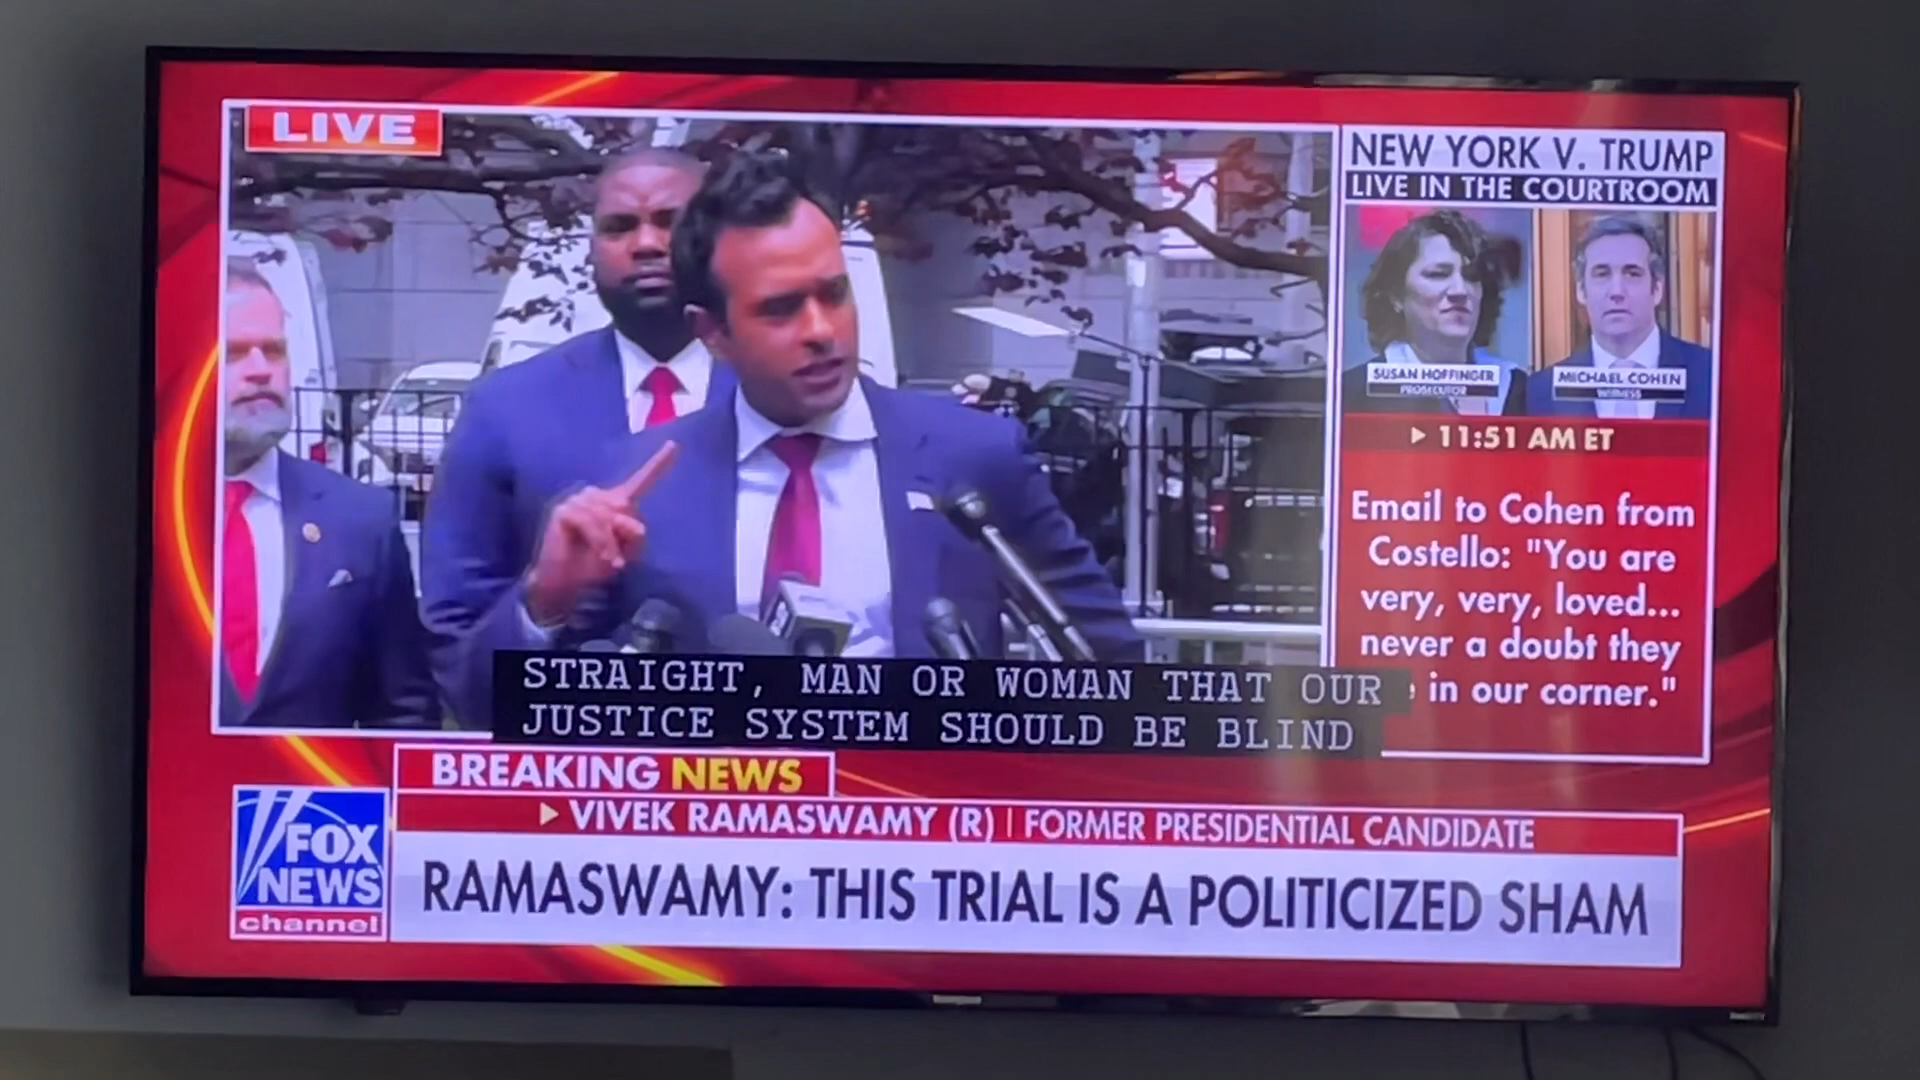 LIVE
NEW YORK V. TRUMP
LIVE IN THE COURTROOM
SUSAN HOFFINGER
PROSECUTOR
MICHAEL COHEN
WITNESS
11:51 AM ET
Email to Cohen from
Costello: "You are
very, very, loved...
never a doubt they
in our corner."
STRAIGHT, MAN OR WOMAN THAT OUR
JUSTICE SYSTEM SHOULD BE BLIND
BREAKING NEWS
VIVEK RAMASWAMY (R) | FORMER PRESIDENTIAL CANDIDATE
RAMASWAMY: THIS TRIAL IS A POLITICIZED SHAM
FOX
NEWS
channel